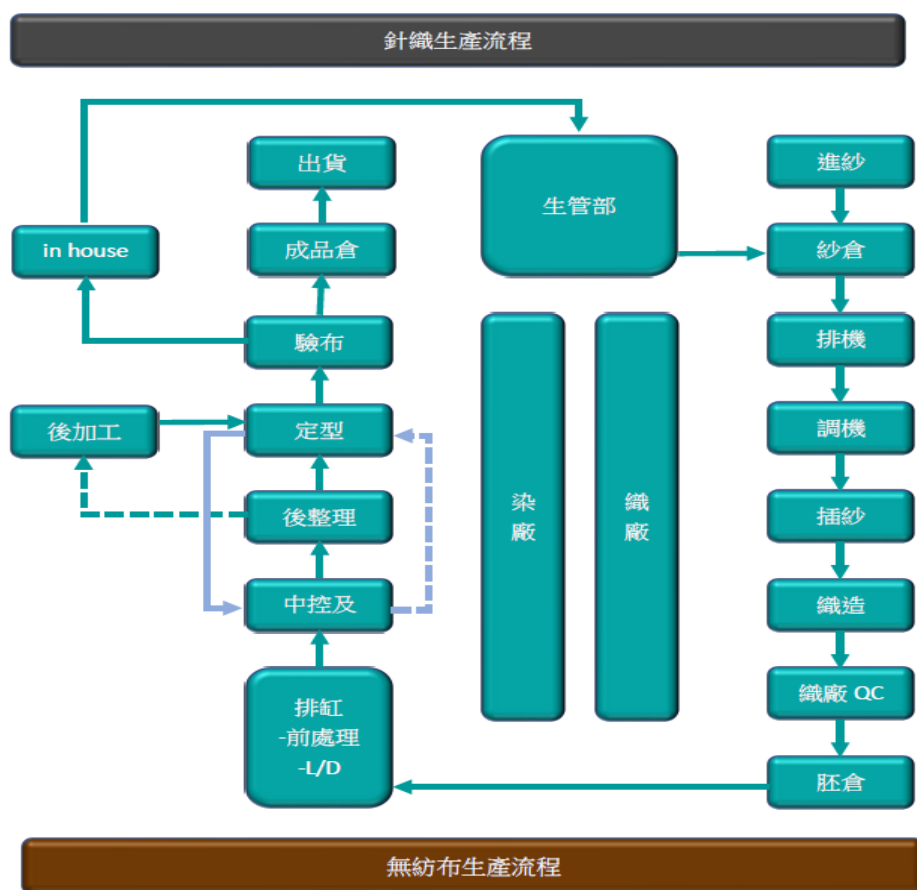 針織生產流程
出貨
生管部
進紗
in house
成品倉
紗倉
驗布
排機
後加工
定型
調機
染廠
織廠
後整理
插紗
中控及
織造
排缸
-前處理
-L/D
織廠 QC
胚倉
無紡布生產流程